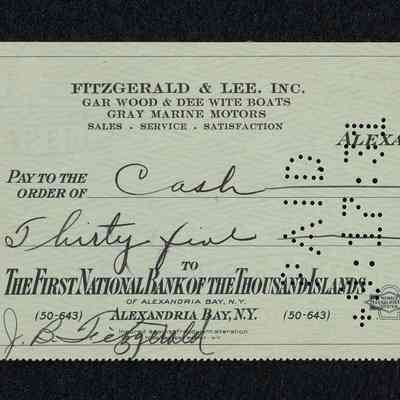 FITZGERALD & LEE, INC.
GAR WOOD & DEE WITE BOATS
GRAY MARINE MOTORS
SALES - SERVICE - SATISFACTION
ALEXA
PAY TO THE
ORDER OF Cash
Thirty five
TO
THE FIRST NATIONAL BANK OF THE THOUSAND ISLANDS
OF ALEXANDRIA BAY, N.Y.
(50-643) ALEXANDRIA BAY, N.Y. (50-643)
J. B. Fitzgerald
PAID